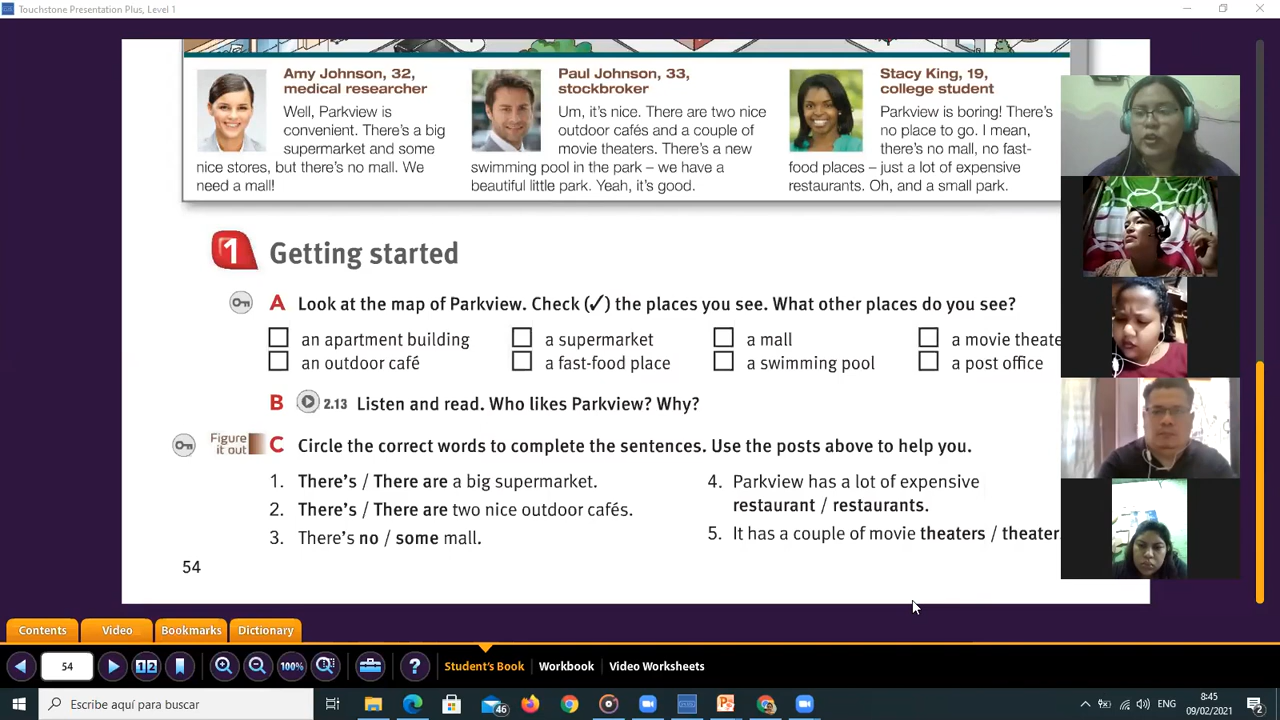 Touchstone Presentation Plus, Level 1
Amy Johnson, 32,
medical researcher
Well, Parkview is
convenient. There's a big
supermarket and some
nice stores, but there's no mall. We
need a mall!
Paul Johnson, 33,
stockbroker
Um, it's nice. There are two nice
outdoor cafés and a couple of
movie theaters. There's a new
swimming pool in the park – we have a
beautiful little park. Yeah, it's good.
Stacy King, 19,
college student
Parkview is boring! There's
no place to go. I mean,
there's no mall, no fast-
food places – just a lot of expensive
restaurants. Oh, and a small park.
1 Getting started
A Look at the map of Parkview. Check (✓) the places you see. What other places do you see?
an apartment building a supermarket a mall a movie theate
an outdoor café a fast-food place a swimming pool a post office
B 2.13 Listen and read. Who likes Parkview? Why?
Figure
it out
C Circle the correct words to complete the sentences. Use the posts above to help you.
1. There's / There are a big supermarket.
2. There's / There are two nice outdoor cafés.
3. There's no / some mall.
4. Parkview has a lot of expensive
restaurant / restaurants.
5. It has a couple of movie theaters / theater
54
Contents Video Bookmarks Dictionary
54 12 100% ? Student's Book Workbook Video Worksheets
Escribe aquí para buscar
46
ENG
8:45
09/02/2021
2